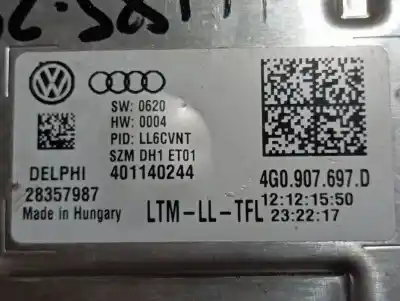 SW: 0620
HW: 0004
PID: LL6CVNT
SZM DH1 ET01
DELPHI 401140244
28357987
Made in Hungary
LTM-LL-TFL
4G0.907.697.D
12:12:15:50
23:22:17